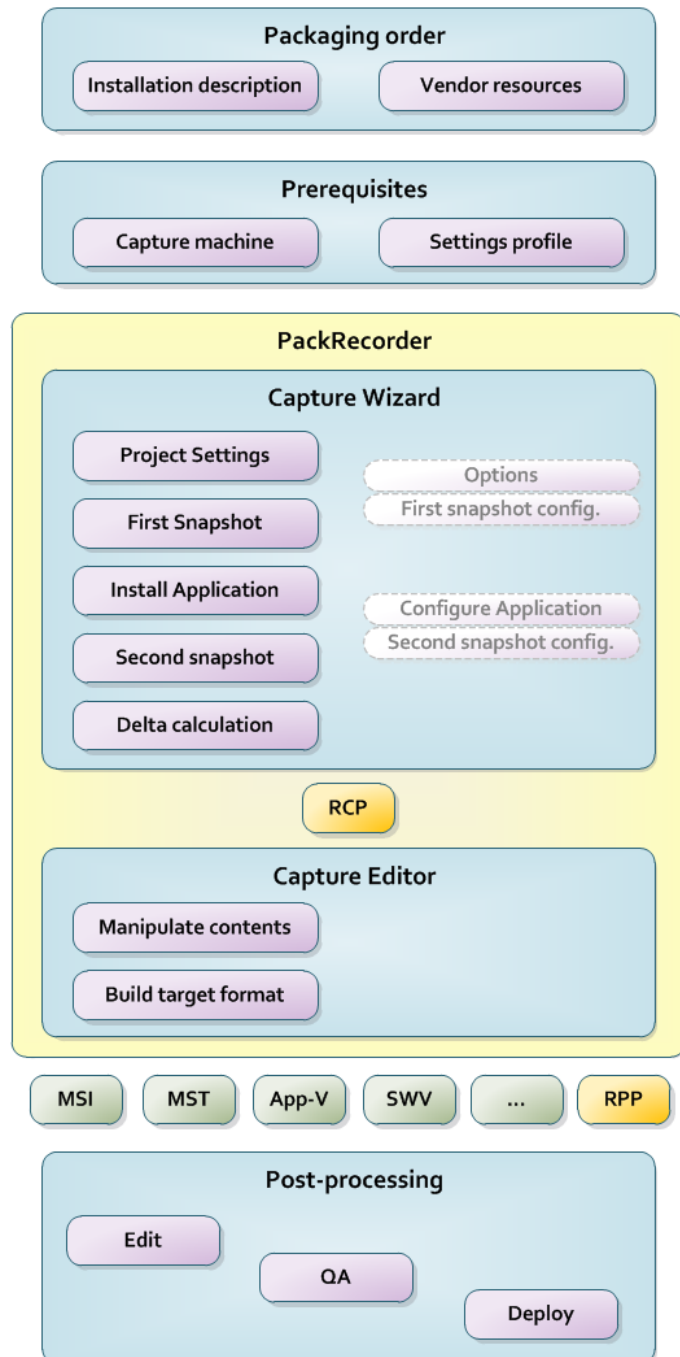 Packaging order
Installation description
Vendor resources
Prerequisites
Capture machine
Settings profile
PackRecorder
Capture Wizard
Project Settings
Options
First snapshot config.
First Snapshot
Install Application
Configure Application
Second snapshot config.
Second snapshot
Delta calculation
RCP
Capture Editor
Manipulate contents
Build target format
MSI
MST
App-V
SWV
...
RPP
Post-processing
Edit
QA
Deploy